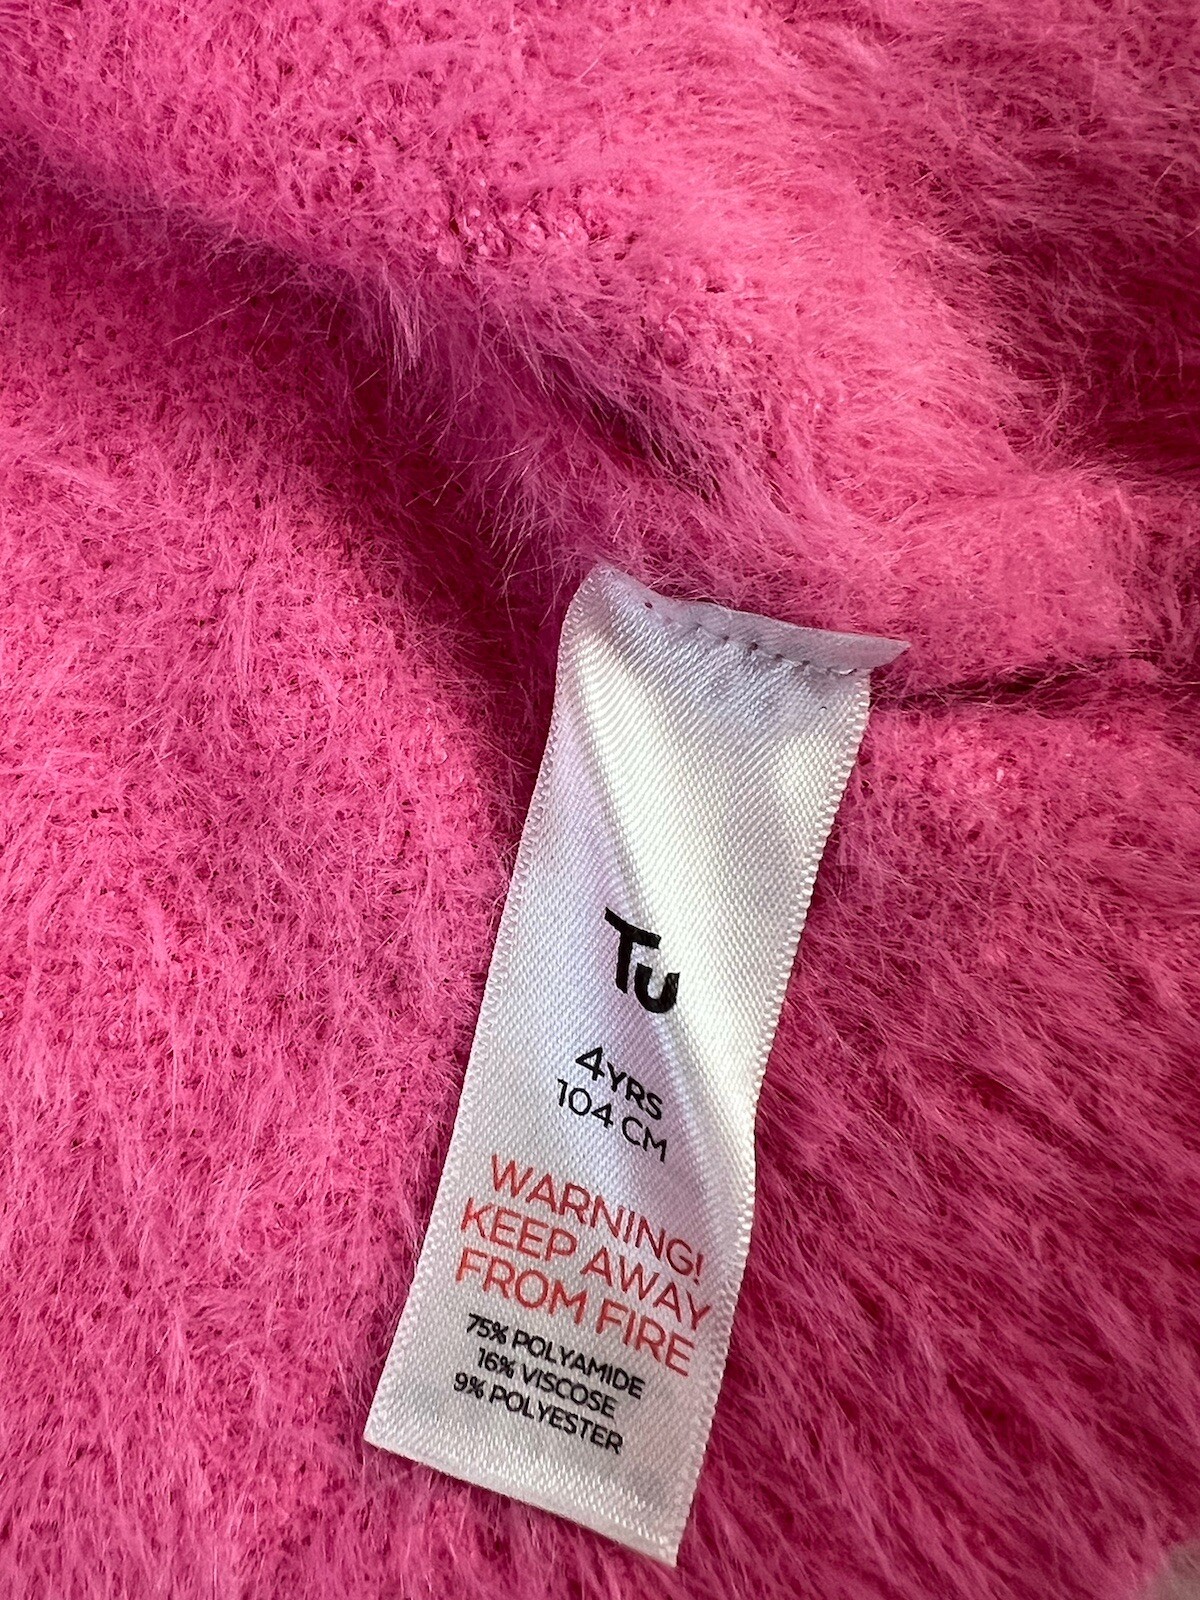 Tu
4YRS
104 CM
WARNING!
KEEP AWAY
FROM FIRE
75% POLYAMIDE
16% VISCOSE
9% POLYESTER